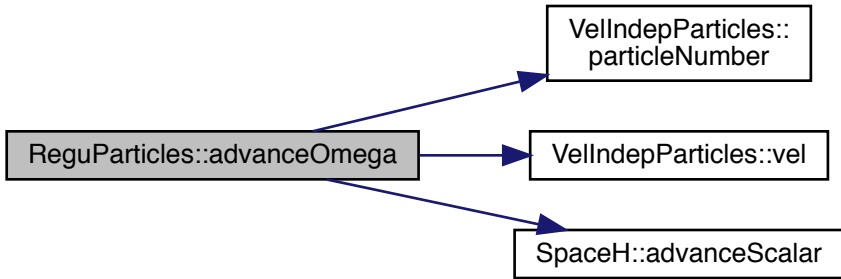 VelIndepParticles::
particleNumber
ReguParticles::advanceOmega
VelIndepParticles::vel
SpaceH::advanceScalar